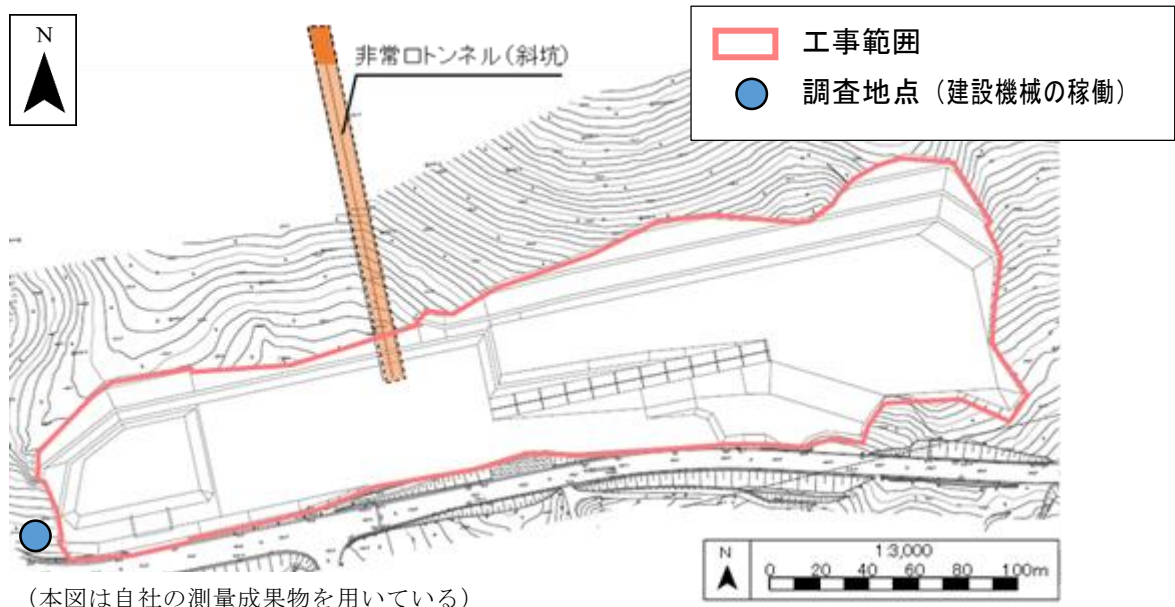 N
非常口トンネル(斜坑)
工事範囲
調査地点(建設機械の稼働)
N
1:3,000
0 20 40 60 80 100m
(本図は自社の測量成果物を用いている)